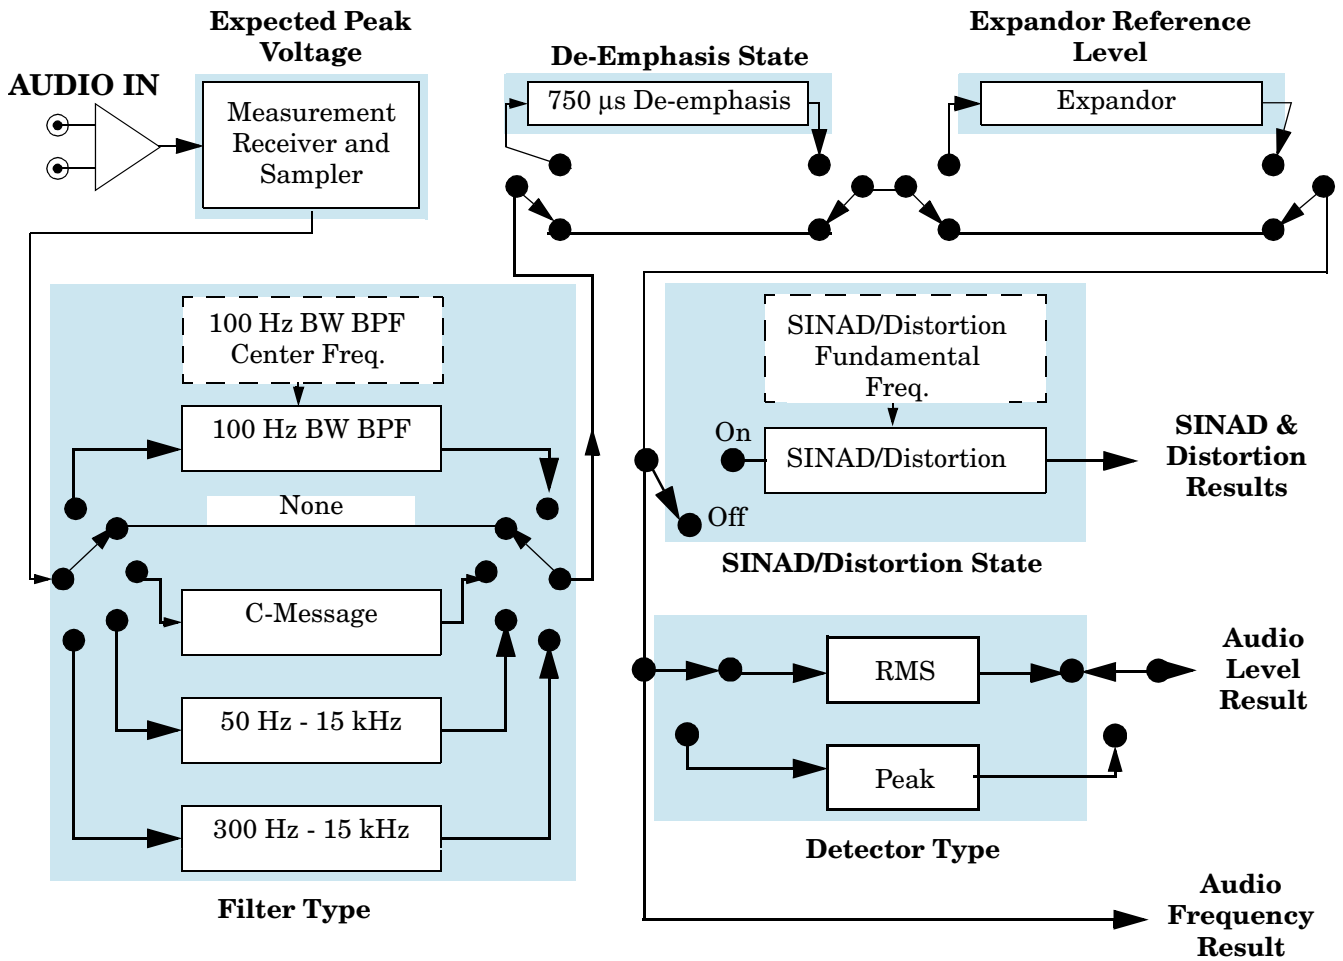 Expected Peak
Voltage
AUDIO IN
Measurement
Receiver and
Sampler
De-Emphasis State
750 μs De-emphasis
Expandor Reference
Level
Expandor
100 Hz BW BPF
Center Freq.
100 Hz BW BPF
None
C-Message
50 Hz - 15 kHz
300 Hz - 15 kHz
Filter Type
SINAD/Distortion
Fundamental
Freq.
On
SINAD/Distortion
Off
SINAD/Distortion State
SINAD &
Distortion
Results
RMS
Peak
Detector Type
Audio
Level
Result
Audio
Frequency
Result